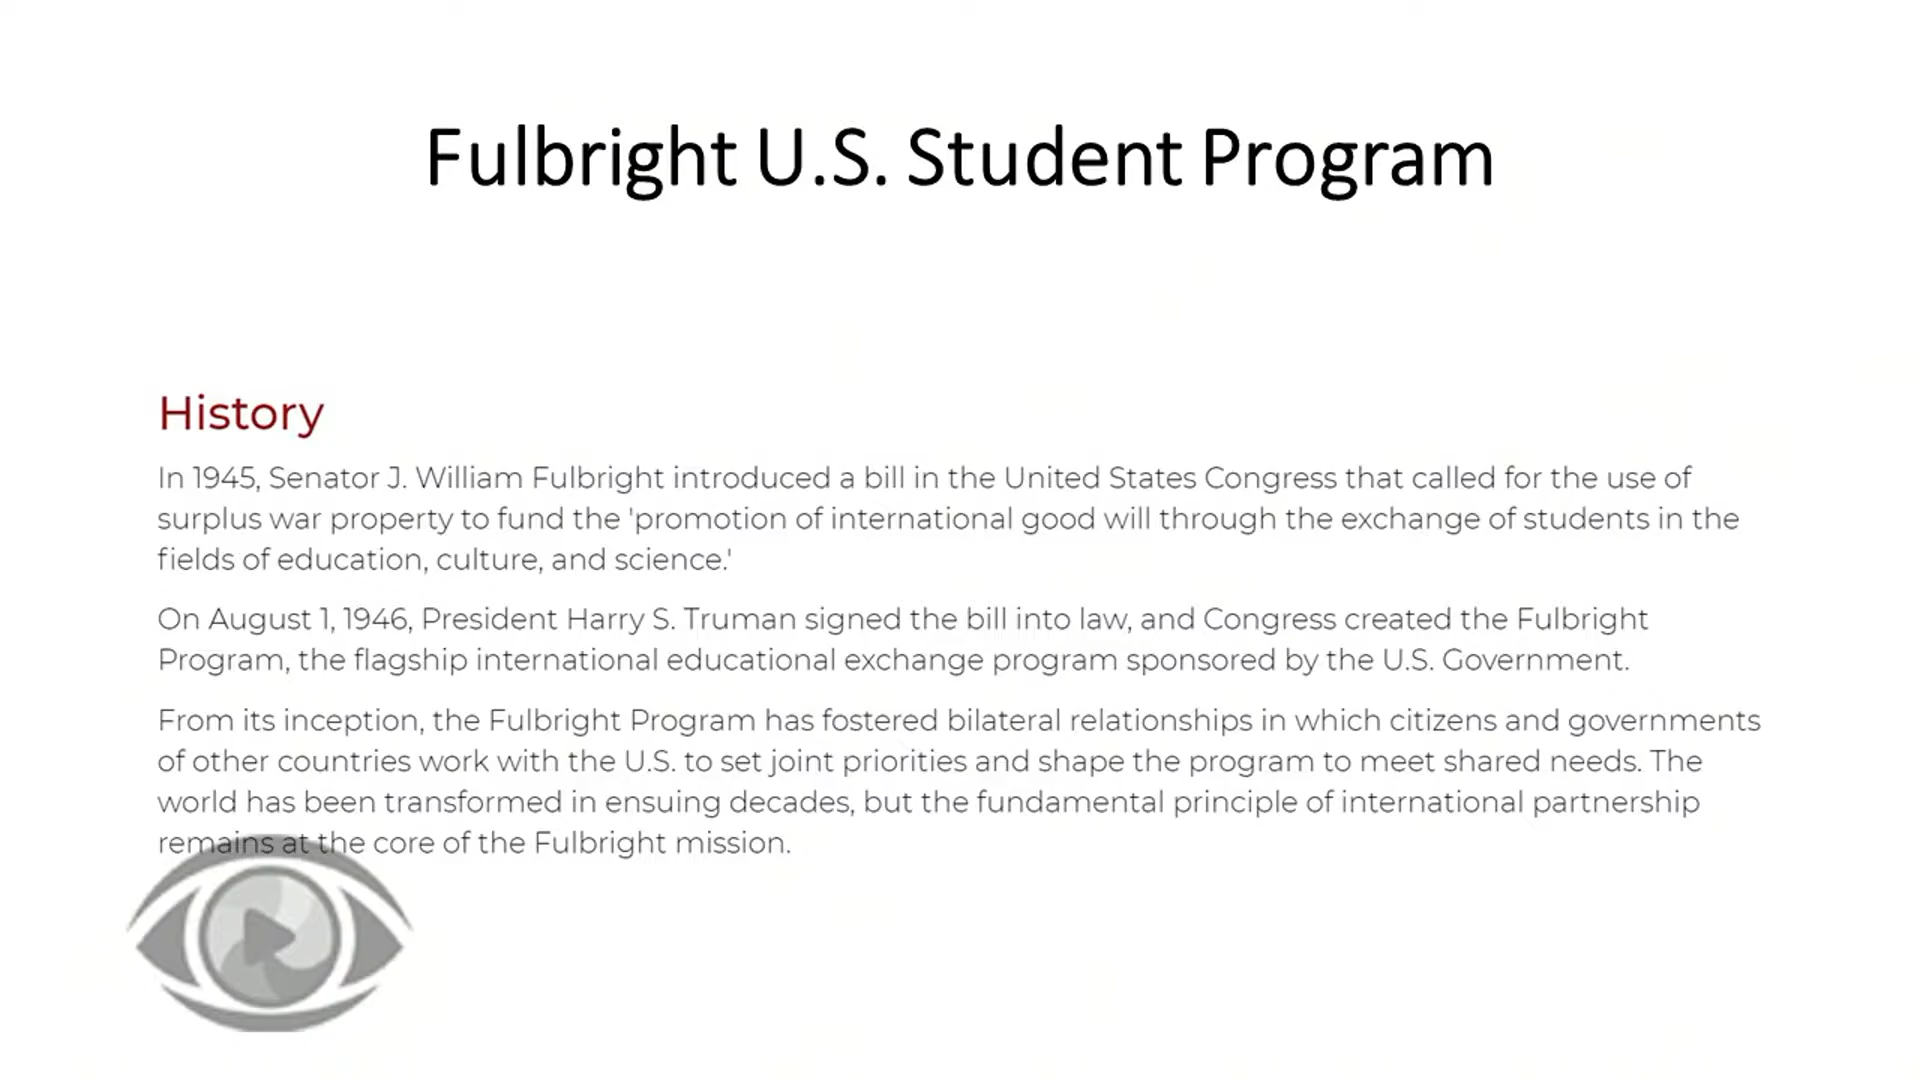 Fulbright U.S. Student Program
History
In 1945, Senator J. William Fulbright introduced a bill in the United States Congress that called for the use of
surplus war property to fund the 'promotion of international good will through the exchange of students in the
fields of education, culture, and science.'
On August 1, 1946, President Harry S. Truman signed the bill into law, and Congress created the Fulbright
Program, the flagship international educational exchange program sponsored by the U.S. Government.
From its inception, the Fulbright Program has fostered bilateral relationships in which citizens and governments
of other countries work with the U.S. to set joint priorities and shape the program to meet shared needs. The
world has been transformed in ensuing decades, but the fundamental principle of international partnership
remains at the core of the Fulbright mission.